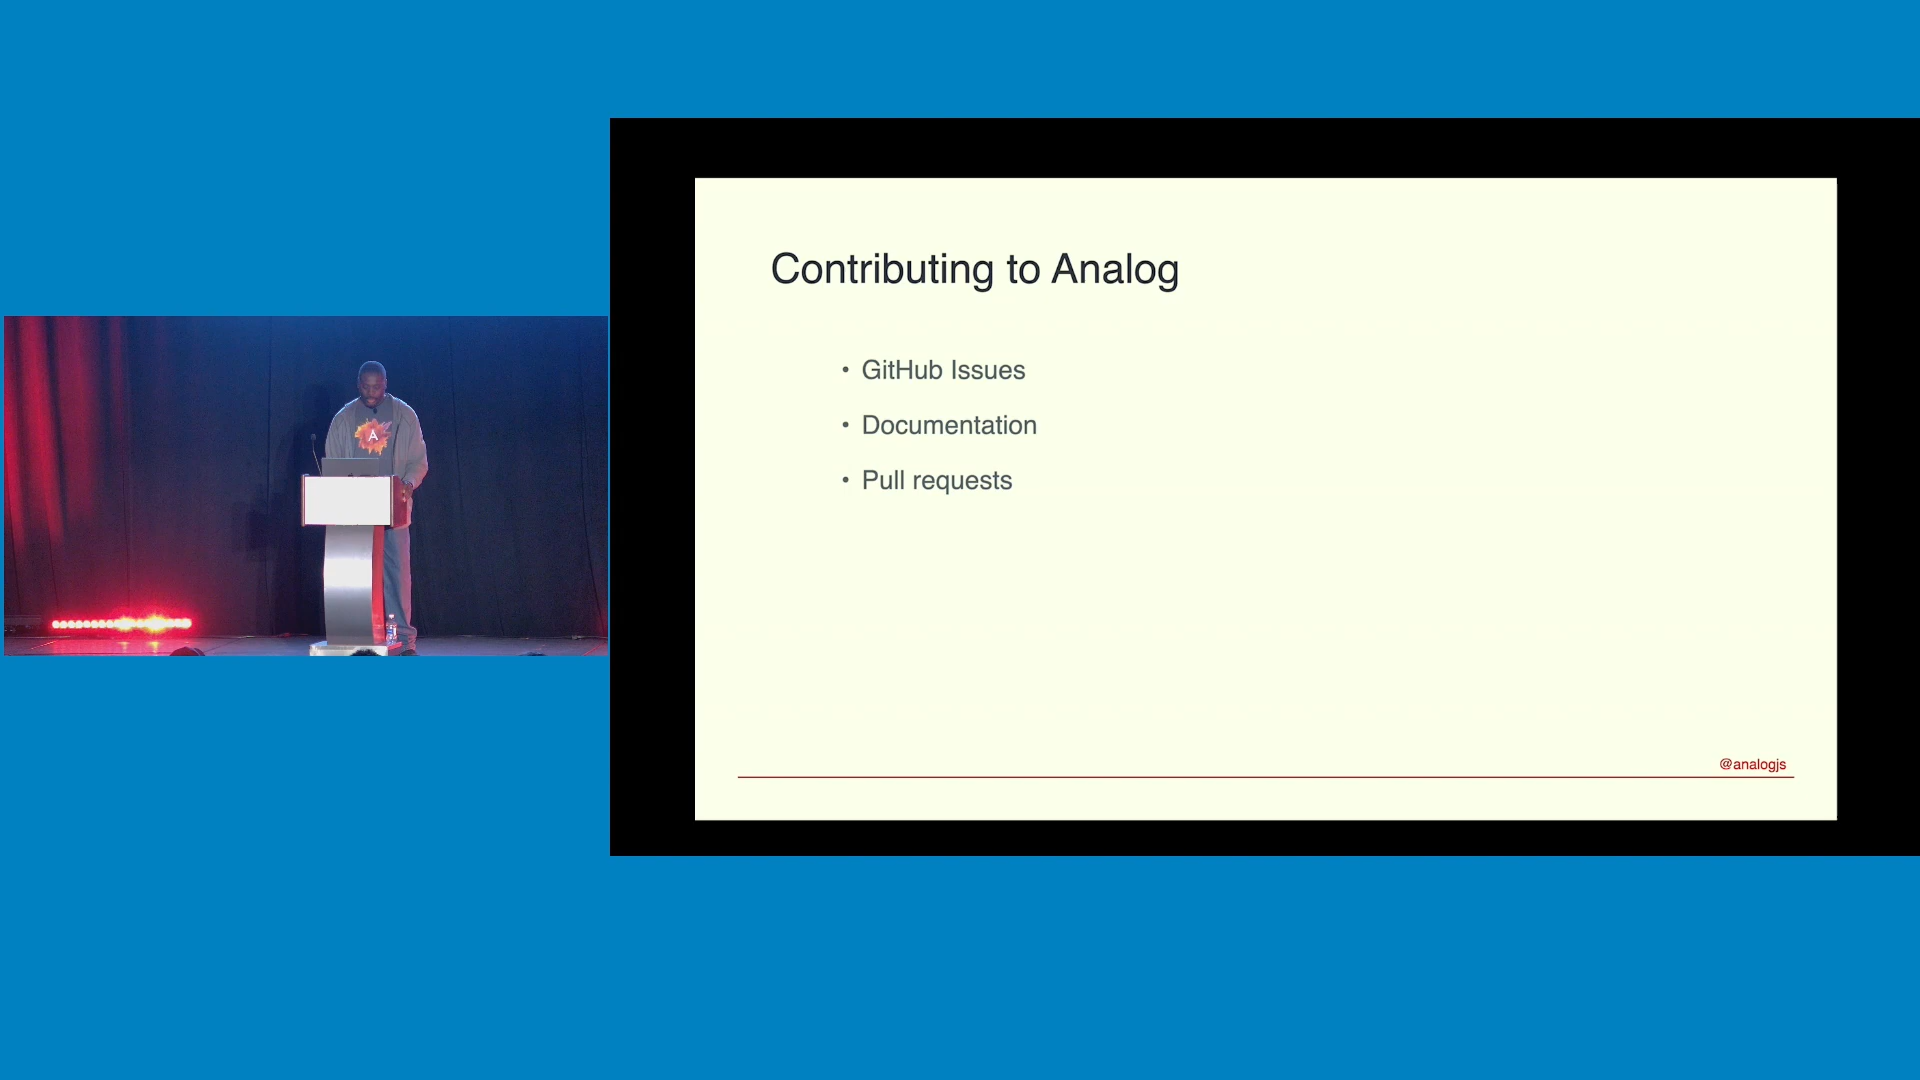 A
Contributing to Analog
• GitHub Issues
• Documentation
• Pull requests
@analogjs